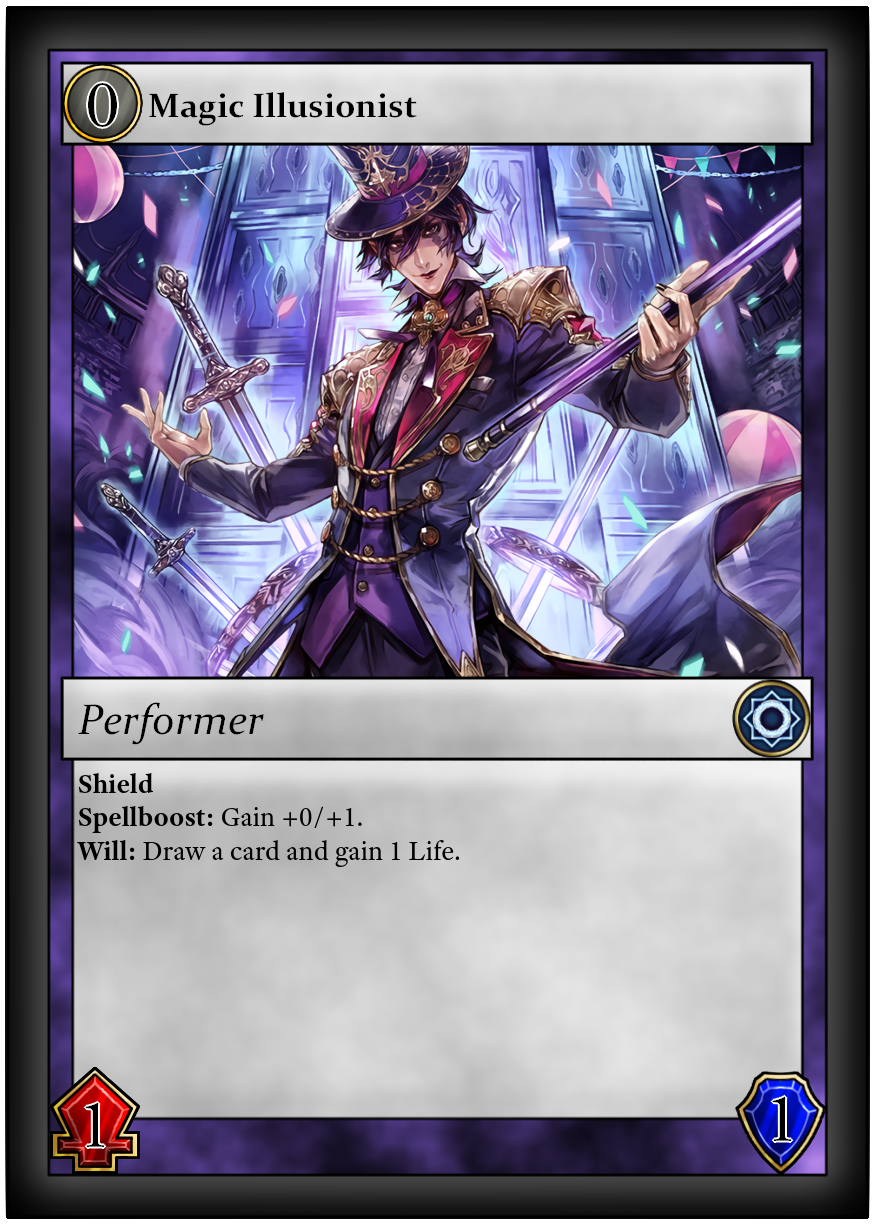 0 Magic Illusionist
Performer
Shield
Spellboost: Gain +0/+1.
Will: Draw a card and gain 1 Life.
1 1